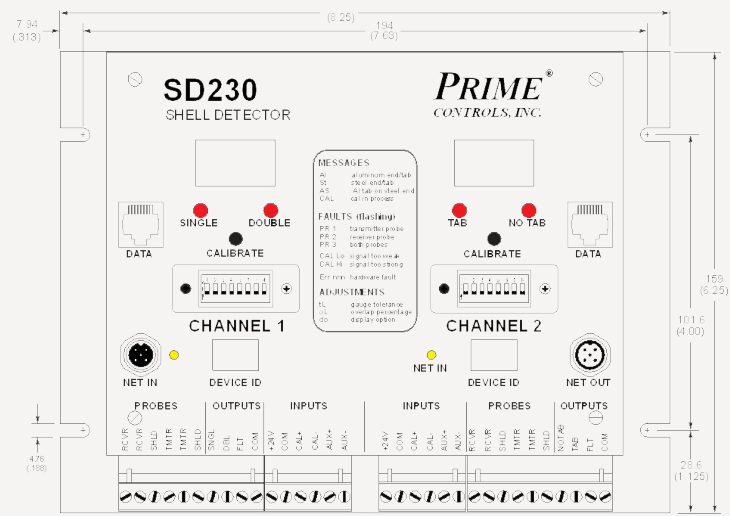 (8.25)
7.94
(.313)
194
(7.63)
SD230
SHELL DETECTOR
PRIME®
CONTROLS, INC.
MESSAGES
Al aluminum end/tab
St steel end/tab
AS Al tab on steel end
CAL cal in process
FAULTS (flashing)
PR 1 transmitter probe
PR 2 receiver probe
PR 3 both probes
CAL Lo signal too weak
CAL Hi signal too strong
Err nnn hardware fault
ADJUSTMENTS
tL gauge tolerance
oL overlap percentage
do display option
SINGLE DOUBLE
TAB NO TAB
DATA
CALIBRATE
CALIBRATE
DATA
CHANNEL 1
CHANNEL 2
159
(6.25)
101.6
(4.00)
NET IN
DEVICE ID
NET IN
DEVICE ID
NET OUT
PROBES OUTPUTS INPUTS
INPUTS PROBES OUTPUTS
RCVR RCVR SHLD TMTR TMTR SHLD SNGL DBL FLT COM +24V COM CAL+ CAL- AUX+ AUX-
+24V COM CAL+ CAL- AUX+ AUX- RCVR RCVR SHLD TMTR TMTR SHLD NOTAB TAB FLT COM
4.76
(.188)
28.6
(1.125)